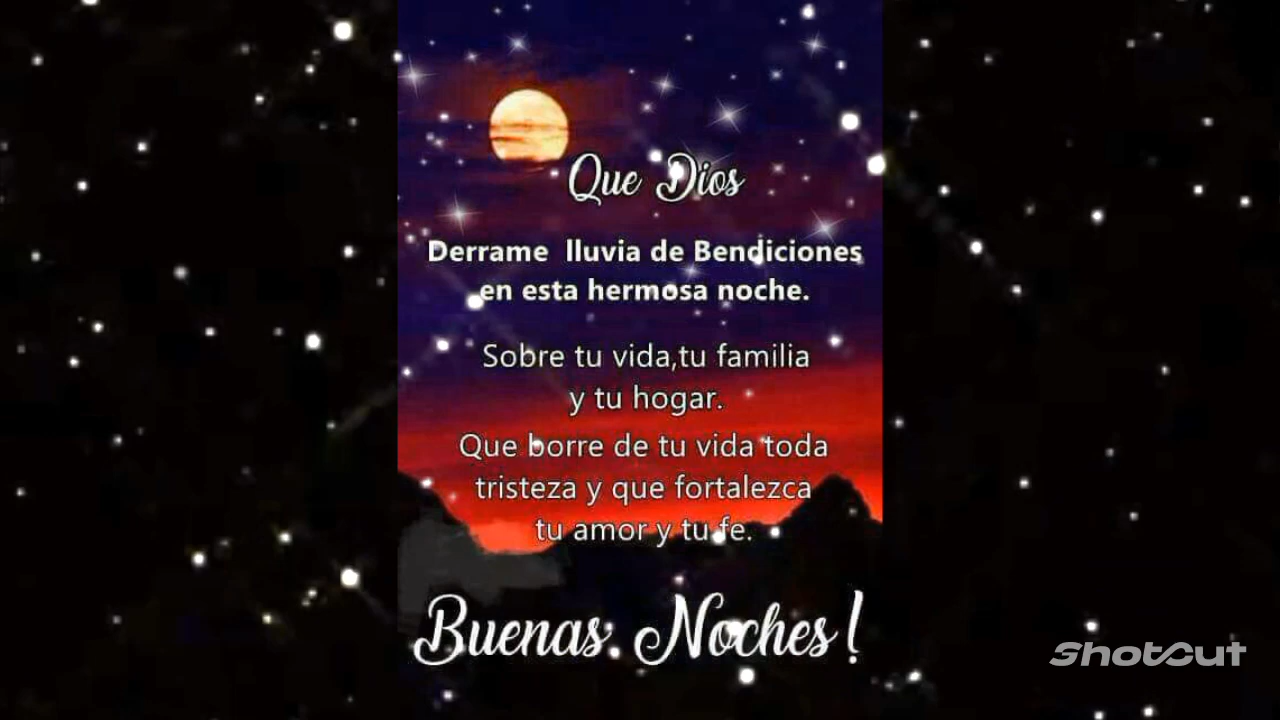 Que Dios
Derrame lluvia de Bendiciones
en esta hermosa noche.
Sobre tu vida,tu familia
y tu hogar.
Que borre de tu vida toda
tristeza y que fortalezca
tu amor y tu fe.
Buenas Noches!
ShotCut